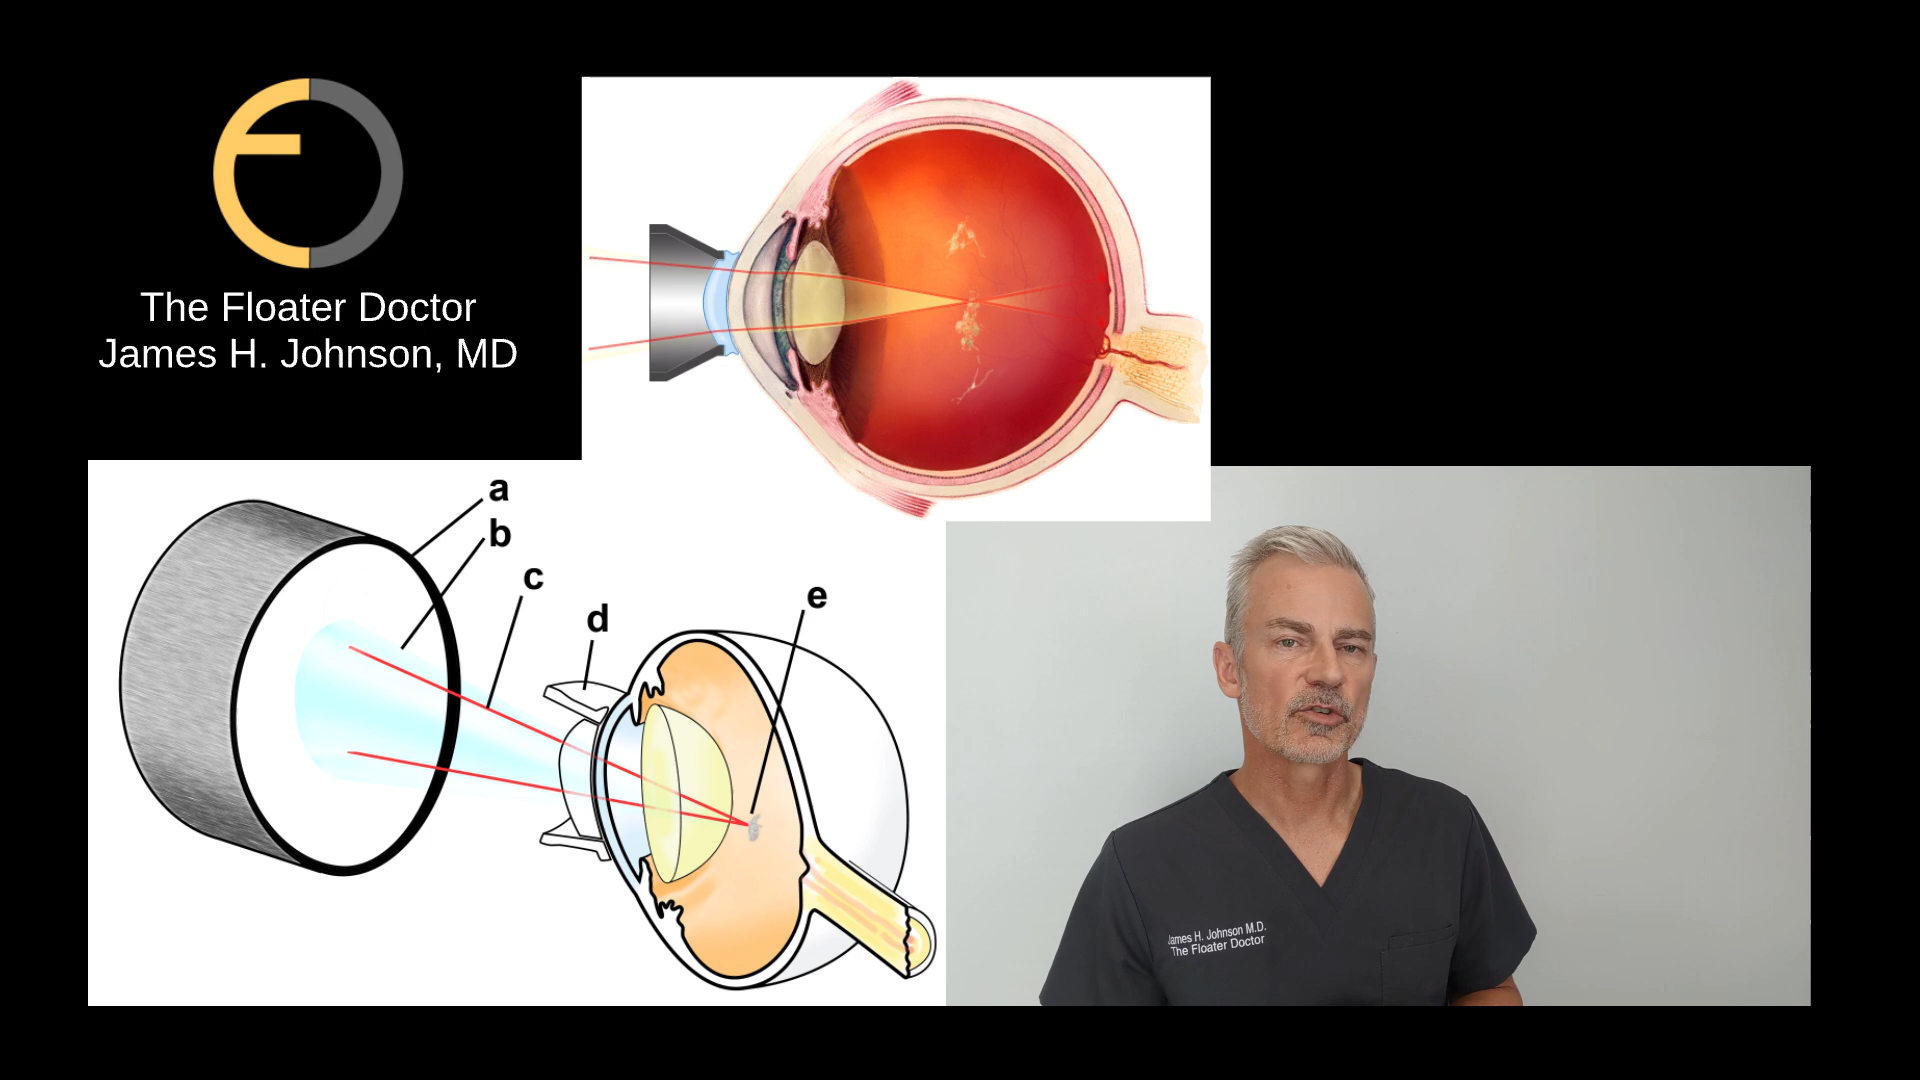 The Floater Doctor
James H. Johnson, MD
a
b
c
d
e
James H. Johnson M.D.
The Floater Doctor